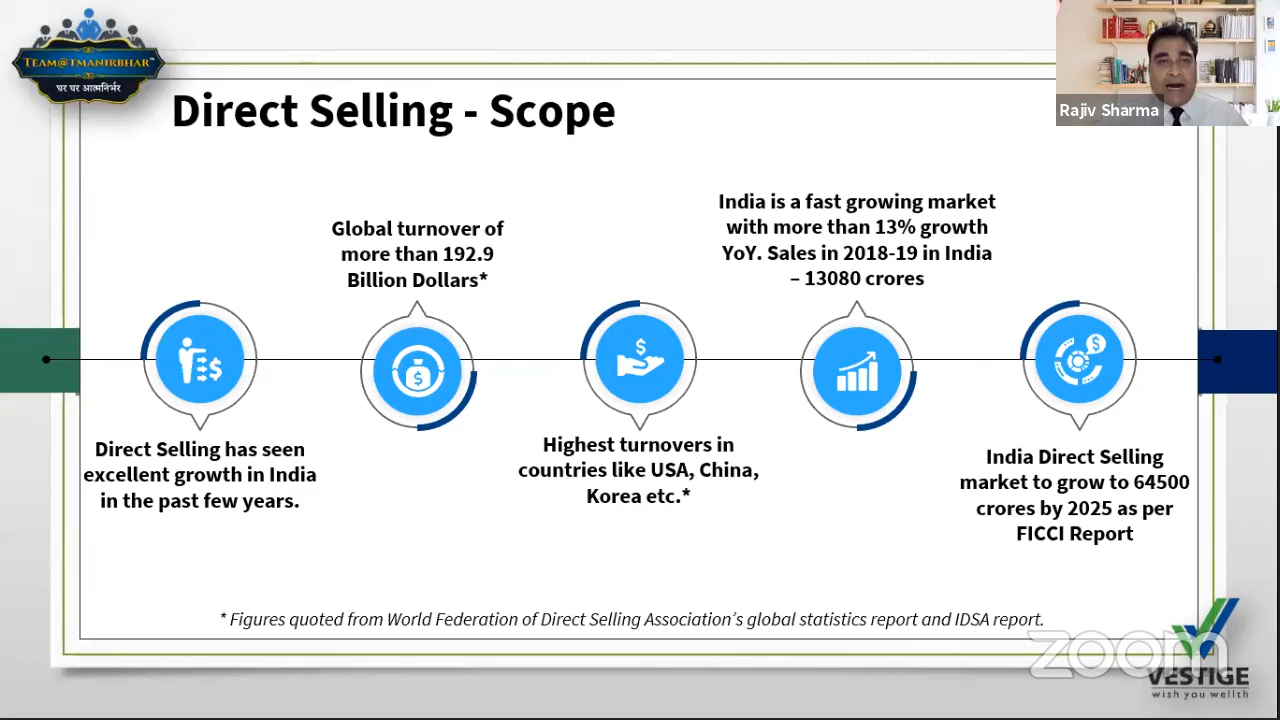 TEAM@TMANIRBHAR™
घर घर आत्मनिर्भर
Rajiv Sharma
Direct Selling - Scope
Direct Selling has seen
excellent growth in India
in the past few years.
Global turnover of
more than 192.9
Billion Dollars*
Highest turnovers in
countries like USA, China,
Korea etc.*
India is a fast growing market
with more than 13% growth
YoY. Sales in 2018-19 in India
– 13080 crores
India Direct Selling
market to grow to 64500
crores by 2025 as per
FICCI Report
* Figures quoted from World Federation of Direct Selling Association's global statistics report and IDSA report.
zoom
VESTIGE
wish you wellth